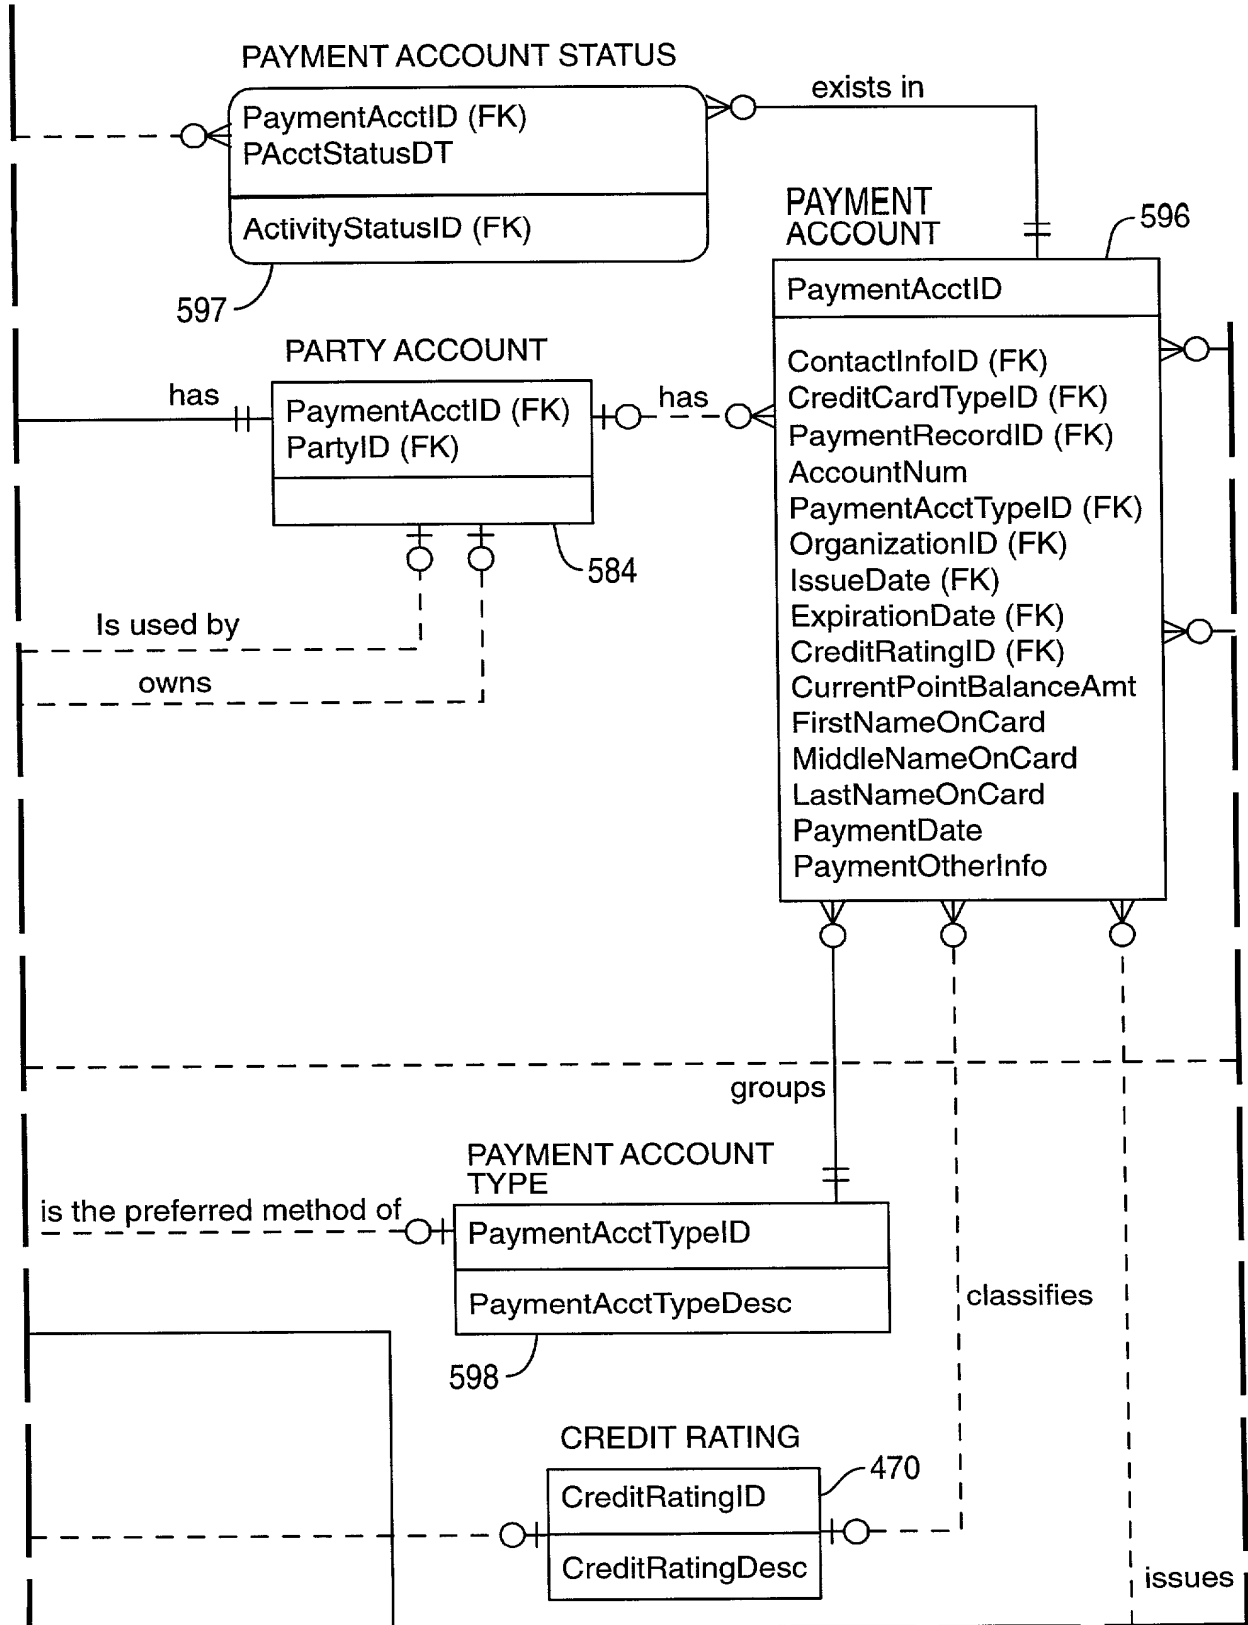 PAYMENT ACCOUNT STATUS
PaymentAcctID (FK)
PAcctStatusDT
ActivityStatusID (FK)
597
exists in
PAYMENT
ACCOUNT
596
PaymentAcctID
ContactInfoID (FK)
CreditCardTypeID (FK)
PaymentRecordID (FK)
AccountNum
PaymentAcctTypeID (FK)
OrganizationID (FK)
IssueDate (FK)
ExpirationDate (FK)
CreditRatingID (FK)
CurrentPointBalanceAmt
FirstNameOnCard
MiddleNameOnCard
LastNameOnCard
PaymentDate
PaymentOtherInfo
PARTY ACCOUNT
has
PaymentAcctID (FK)
PartyID (FK)
has
584
Is used by
owns
groups
PAYMENT ACCOUNT
TYPE
is the preferred method of
PaymentAcctTypeID
PaymentAcctTypeDesc
598
classifies
CREDIT RATING
470
CreditRatingID
CreditRatingDesc
issues